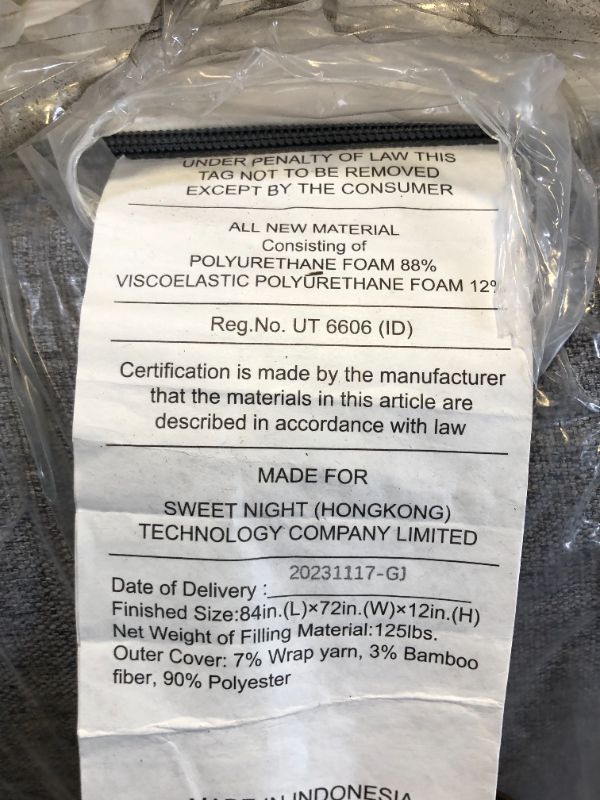 UNDER PENALTY OF LAW THIS
TAG NOT TO BE REMOVED
EXCEPT BY THE CONSUMER
ALL NEW MATERIAL
Consisting of
POLYURETHANE FOAM 88%
VISCOELASTIC POLYURETHANE FOAM 12%
Reg.No. UT 6606 (ID)
Certification is made by the manufacturer
that the materials in this article are
described in accordance with law
MADE FOR
SWEET NIGHT (HONGKONG)
TECHNOLOGY COMPANY LIMITED
Date of Delivery : 20231117-GJ
Finished Size:84in.(L)×72in.(W)×12in.(H)
Net Weight of Filling Material:125lbs.
Outer Cover: 7% Wrap yarn, 3% Bamboo
fiber, 90% Polyester
MADE IN INDONESIA